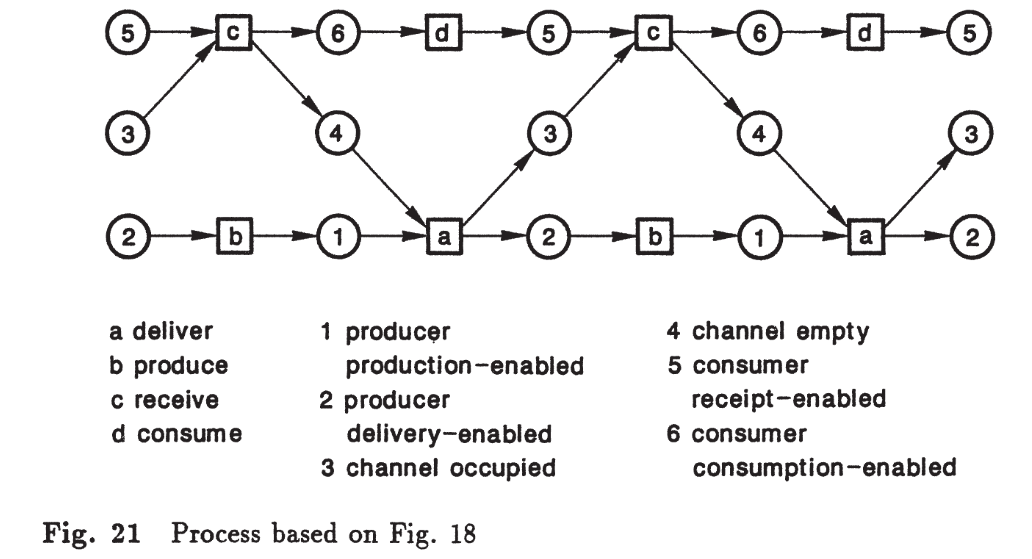 5 c 6 d 5 c 6 d 5
3 4 3 4 3
2 b 1 a 2 b 1 a 2
a deliver
b produce
c receive
d consume
1 producer
production-enabled
2 producer
delivery-enabled
3 channel occupied
4 channel empty
5 consumer
receipt-enabled
6 consumer
consumption-enabled
Fig. 21 Process based on Fig. 18